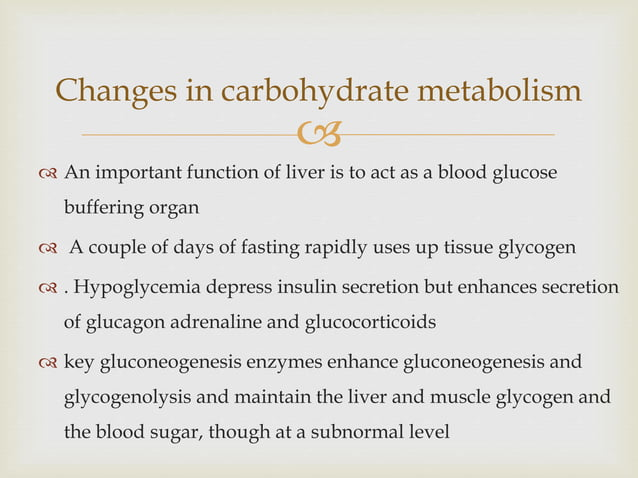 Changes in carbohydrate metabolism
An important function of liver is to act as a blood glucose
buffering organ
A couple of days of fasting rapidly uses up tissue glycogen
. Hypoglycemia depress insulin secretion but enhances secretion
of glucagon adrenaline and glucocorticoids
key gluconeogenesis enzymes enhance gluconeogenesis and
glycogenolysis and maintain the liver and muscle glycogen and
the blood sugar, though at a subnormal level